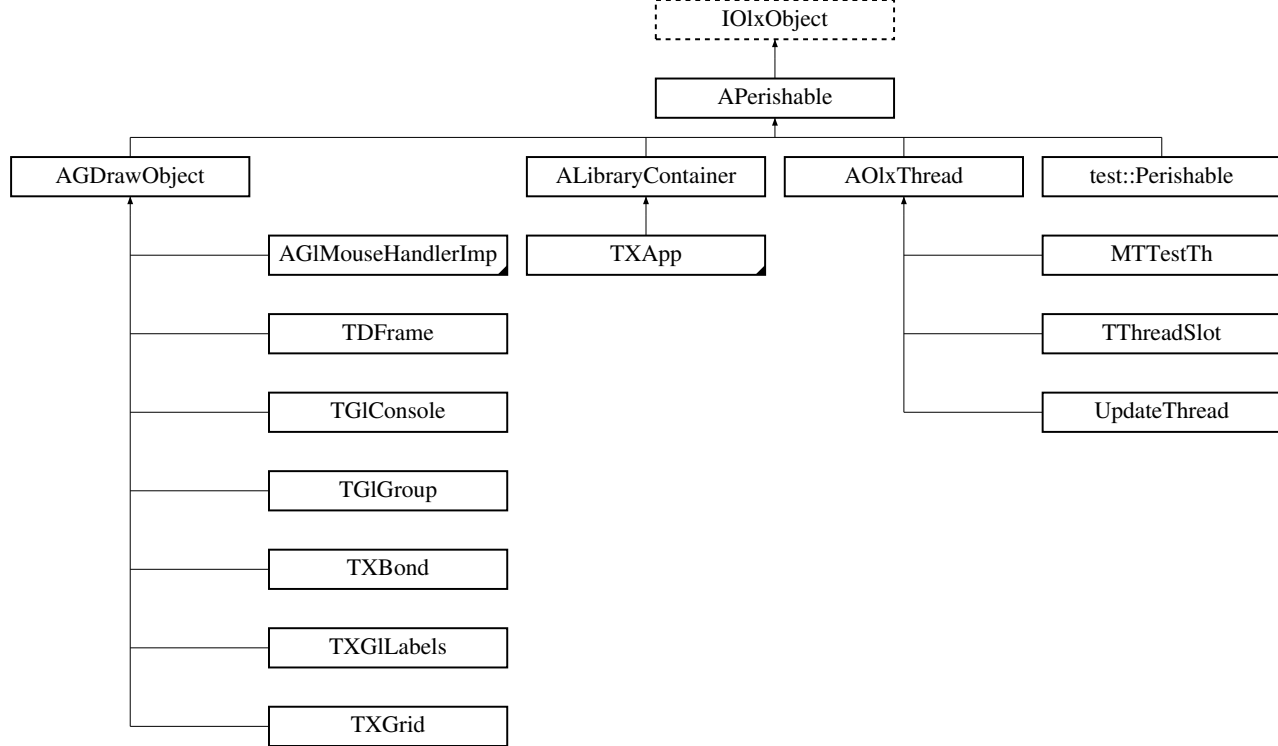 IOlxObject
APerishable
AGDrawObject
ALibraryContainer
AOlxThread
test::Perishable
AGlMouseHandlerImp
TXApp
MTTestTh
TDFrame
TThreadSlot
TGlConsole
UpdateThread
TGlGroup
TXBond
TXGlLabels
TXGrid